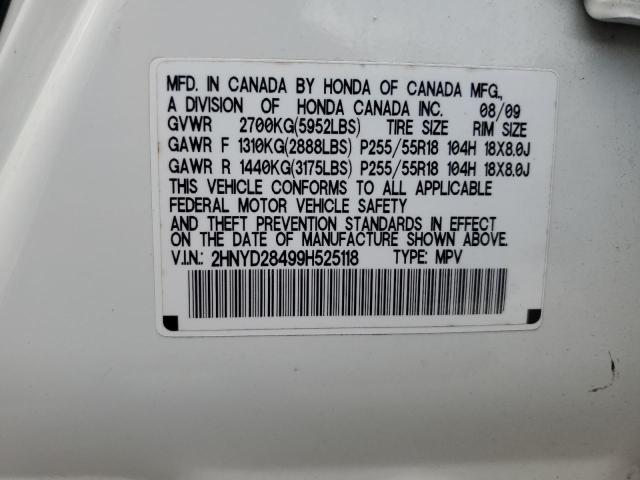 MFD. IN CANADA BY HONDA OF CANADA MFG.,
A DIVISION OF HONDA CANADA INC. 08/09
GVWR 2700KG(5952LBS) TIRE SIZE RIM SIZE
GAWR F 1310KG(2888LBS) P255/55R18 104H 18X8.0J
GAWR R 1440KG(3175LBS) P255/55R18 104H 18X8.0J
THIS VEHICLE CONFORMS TO ALL APPLICABLE
FEDERAL MOTOR VEHICLE SAFETY
AND THEFT PREVENTION STANDARDS IN EFFECT ON
THE DATE OF MANUFACTURE SHOWN ABOVE.
V.I.N.: 2HNYD28499H525118 TYPE: MPV